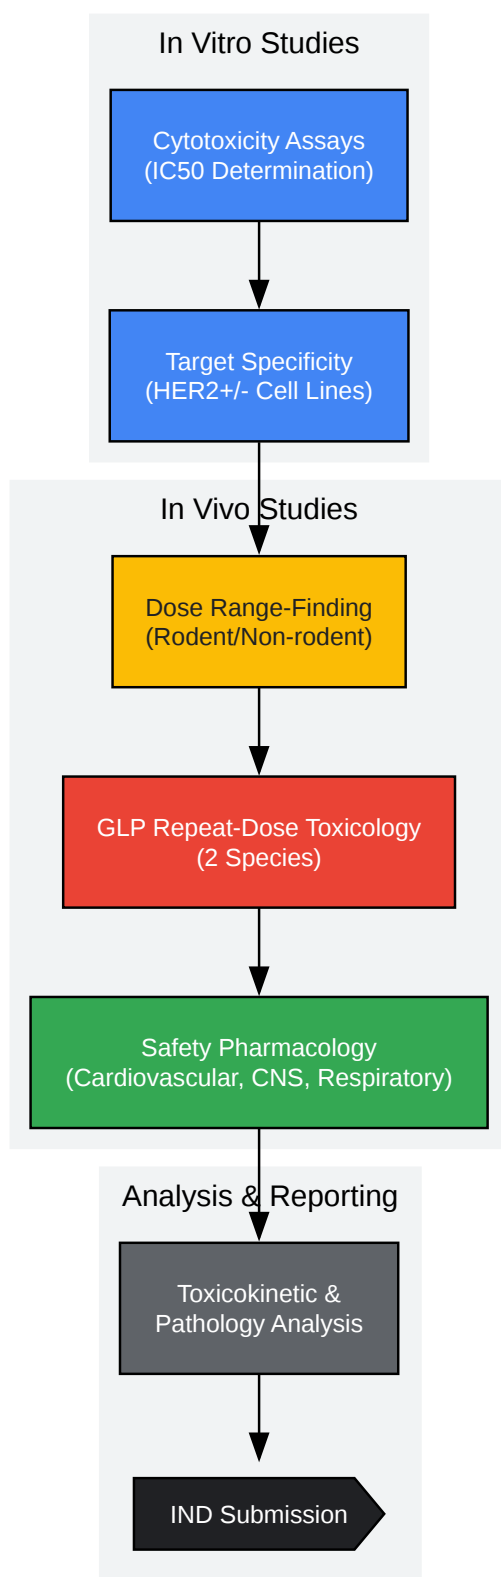 In Vitro Studies
Cytotoxicity Assays
(IC50 Determination)
Target Specificity
(HER2+/- Cell Lines)
In Vivo Studies
Dose Range-Finding
(Rodent/Non-rodent)
GLP Repeat-Dose Toxicology
(2 Species)
Safety Pharmacology
(Cardiovascular, CNS, Respiratory)
Analysis & Reporting
Toxicokinetic &
Pathology Analysis
IND Submission